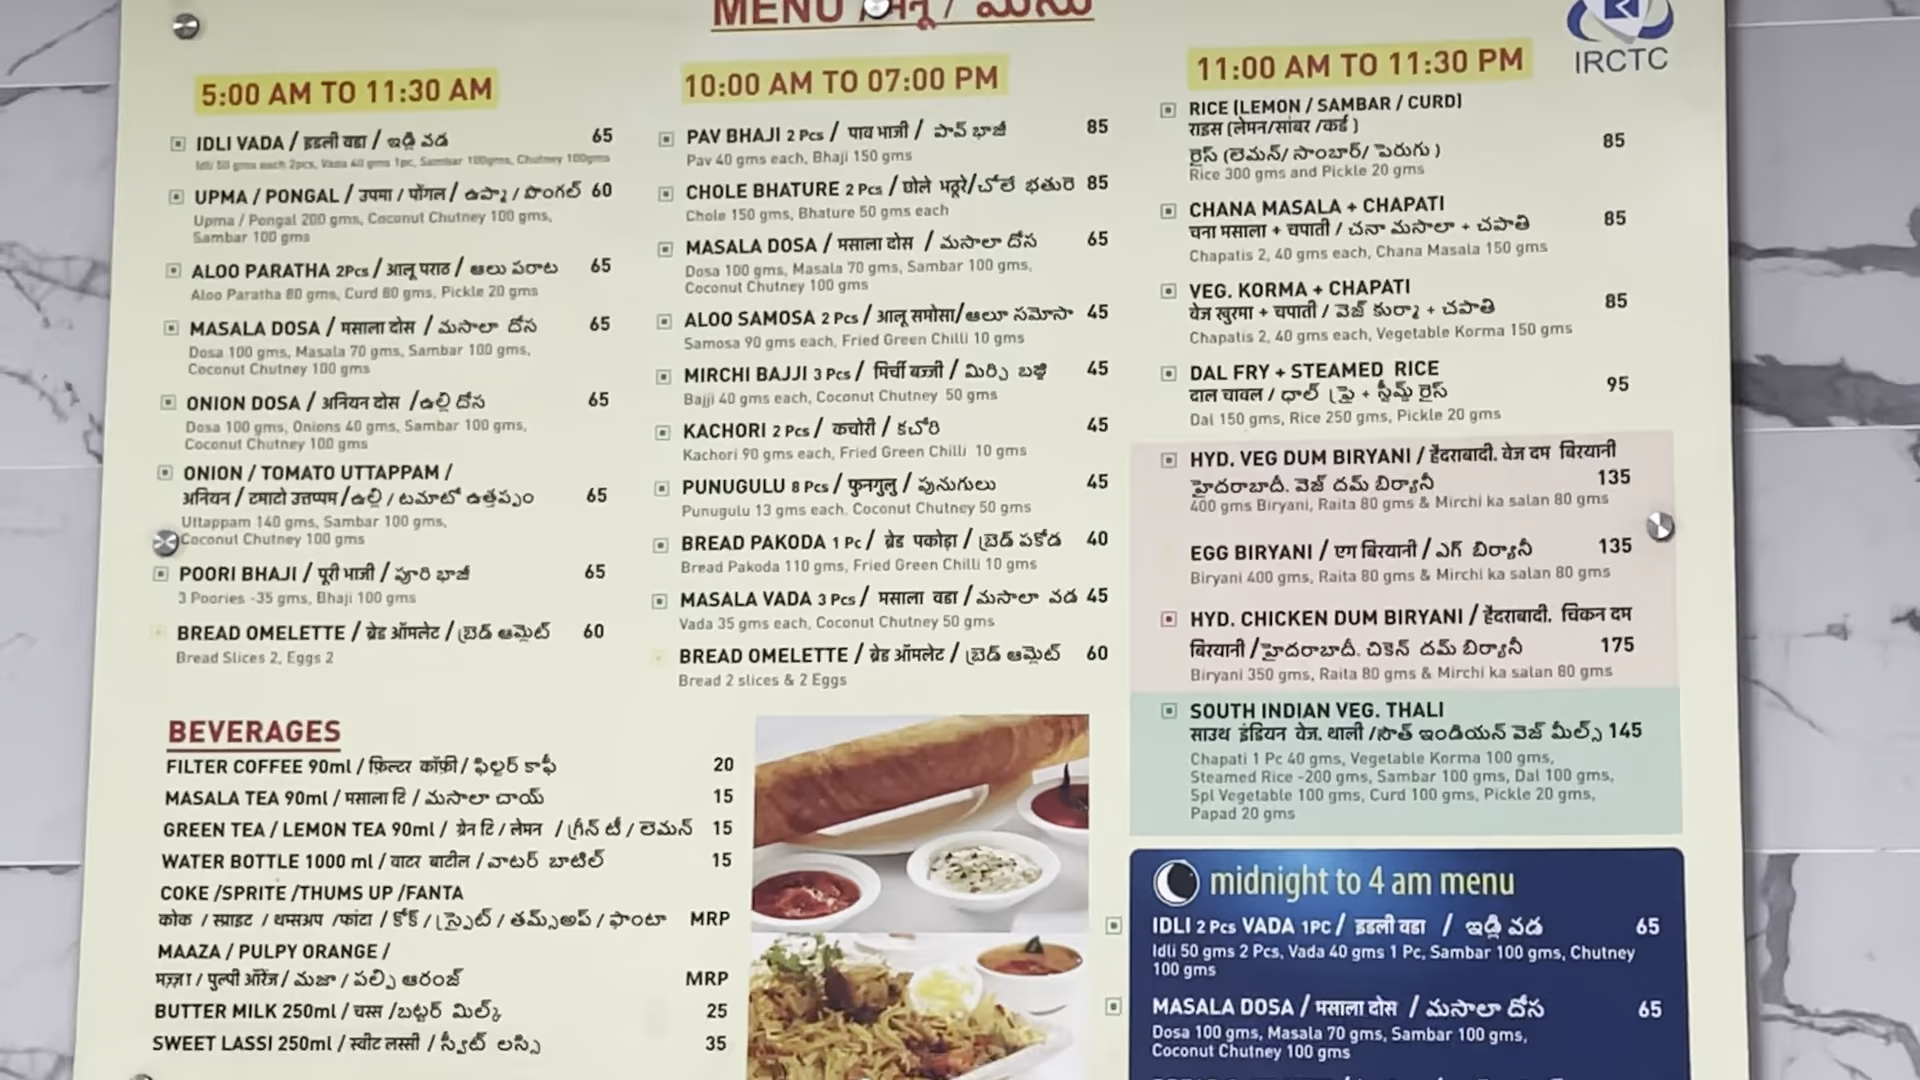 MENU / मेनू / మెను
IRCTC
5:00 AM TO 11:30 AM
IDLI VADA / इडली वडा / ఇడ్లీ వడ 65
Idli 50 gms each 2pcs, Vada 40 gms 1pc, Sambar 100gms, Chutney 100gms
UPMA / PONGAL / उपमा / पोंगल / ఉప్మా / పొంగల్ 60
Upma / Pongal 200 gms, Coconut Chutney 100 gms,
Sambar 100 gms
ALOO PARATHA 2Pcs / आलू पराठ / ఆలు పరాట 65
Aloo Paratha 80 gms, Curd 80 gms, Pickle 20 gms
MASALA DOSA / मसाला दोस / మసాలా దోస 65
Dosa 100 gms, Masala 70 gms, Sambar 100 gms,
Coconut Chutney 100 gms
ONION DOSA / अनियन दोस / ఉల్లి దోస 65
Dosa 100 gms, Onions 40 gms, Sambar 100 gms,
Coconut Chutney 100 gms
ONION / TOMATO UTTAPPAM /
अनियन / टमाटो उत्तप्पम / ఉల్లి / టమాటో ఉత్తప్పం 65
Uttappam 140 gms, Sambar 100 gms,
Coconut Chutney 100 gms
POORI BHAJI / पूरी भाजी / పూరి భాజీ 65
3 Poories -35 gms, Bhaji 100 gms
BREAD OMELETTE / ब्रेड ऑमलेट / బ్రెడ్ ఆమ్లెట్ 60
Bread Slices 2, Eggs 2
BEVERAGES
FILTER COFFEE 90ml / फ़िल्टर कॉफ़ी / ఫిల్టర్ కాఫీ 20
MASALA TEA 90ml / मसाला टि / మసాలా చాయ్ 15
GREEN TEA / LEMON TEA 90ml / ग्रेन टि / लेमन / గ్రీన్ టీ / లెమన్ 15
WATER BOTTLE 1000 ml / वाटर बाटील / వాటర్ బాటిల్ 15
COKE /SPRITE /THUMS UP /FANTA
कोक / स्प्राइट / थम्सअप /फांटा / కోక్ / స్ప్రైట్ / తమ్స్అప్ / ఫాంటా MRP
MAAZA / PULPY ORANGE /
मज़्ज़ा / पुल्पी ऑरेंज / మజా / పల్పి ఆరంజ్ MRP
BUTTER MILK 250ml / चस्स /బట్టర్ మిల్క్ 25
SWEET LASSI 250ml / स्वीट लस्सी / స్వీట్ లస్సి 35
10:00 AM TO 07:00 PM
PAV BHAJI 2 Pcs / पाव भाजी / పావ్ భాజీ 85
Pav 40 gms each, Bhaji 150 gms
CHOLE BHATURE 2 Pcs / छोले भठूरे/చోలే భతురె 85
Chole 150 gms, Bhature 50 gms each
MASALA DOSA / मसाला दोस / మసాలా దోస 65
Dosa 100 gms, Masala 70 gms, Sambar 100 gms,
Coconut Chutney 100 gms
ALOO SAMOSA 2 Pcs / आलू समोसा/ఆలూ సమోసా 45
Samosa 90 gms each, Fried Green Chilli 10 gms
MIRCHI BAJJI 3 Pcs / मिर्ची बज्जी / మిర్చి బజ్జి 45
Bajji 40 gms each, Coconut Chutney 50 gms
KACHORI 2 Pcs / कचोरी / కచోరి 45
Kachori 90 gms each, Fried Green Chilli 10 gms
PUNUGULU 8 Pcs / फुनगुलु / పునుగులు 45
Punugulu 13 gms each. Coconut Chutney 50 gms
BREAD PAKODA 1 Pc / ब्रेड पकोड़ा / బ్రెడ్ పకోడ 40
Bread Pakoda 110 gms, Fried Green Chilli 10 gms
MASALA VADA 3 Pcs / मसाला वडा / మసాలా వడ 45
Vada 35 gms each, Coconut Chutney 50 gms
BREAD OMELETTE / ब्रेड ऑमलेट / బ్రెడ్ ఆమ్లెట్ 60
Bread 2 slices & 2 Eggs
11:00 AM TO 11:30 PM
RICE (LEMON / SAMBAR / CURD)
राइस (लेमन/सांबर /कर्ड )
రైస్ (లెమన్/ సాంబార్/ పెరుగు ) 85
Rice 300 gms and Pickle 20 gms
CHANA MASALA + CHAPATI
चना मसाला + चपाती / చనా మసాలా + చపాతి 85
Chapatis 2, 40 gms each, Chana Masala 150 gms
VEG. KORMA + CHAPATI
वेज खुरमा + चपाती / వెజ్ కుర్మా + చపాతి 85
Chapatis 2, 40 gms each, Vegetable Korma 150 gms
DAL FRY + STEAMED RICE
दाल चावल / ధాల్ ఫ్రై + స్టీమ్డ్ రైస్ 95
Dal 150 gms, Rice 250 gms, Pickle 20 gms
HYD. VEG DUM BIRYANI / हैदराबादी. वेज दम बिरयानी
హైదరాబాదీ. వెజ్ దమ్ బిర్యానీ 135
400 gms Biryani, Raita 80 gms & Mirchi ka salan 80 gms
EGG BIRYANI / एग बिरयानी / ఎగ్ బిర్యానీ 135
Biryani 400 gms, Raita 80 gms & Mirchi ka salan 80 gms
HYD. CHICKEN DUM BIRYANI / हैदराबादी. चिकन दम
बिरयानी /హైదరాబాదీ. చికెన్ దమ్ బిర్యానీ 175
Biryani 350 gms, Raita 80 gms & Mirchi ka salan 80 gms
SOUTH INDIAN VEG. THALI
साउथ इंडियन वेज. थाली /సౌత్ ఇండియన్ వెజ్ మీల్స్ 145
Chapati 1 Pc 40 gms, Vegetable Korma 100 gms,
Steamed Rice -200 gms, Sambar 100 gms, Dal 100 gms,
Spl Vegetable 100 gms, Curd 100 gms, Pickle 20 gms,
Papad 20 gms
midnight to 4 am menu
IDLI 2 Pcs VADA 1PC / इडली वडा / ఇడ్లీ వడ 65
Idli 50 gms 2 Pcs, Vada 40 gms 1 Pc, Sambar 100 gms, Chutney
100 gms
MASALA DOSA / मसाला दोस / మసాలా దోస 65
Dosa 100 gms, Masala 70 gms, Sambar 100 gms,
Coconut Chutney 100 gms